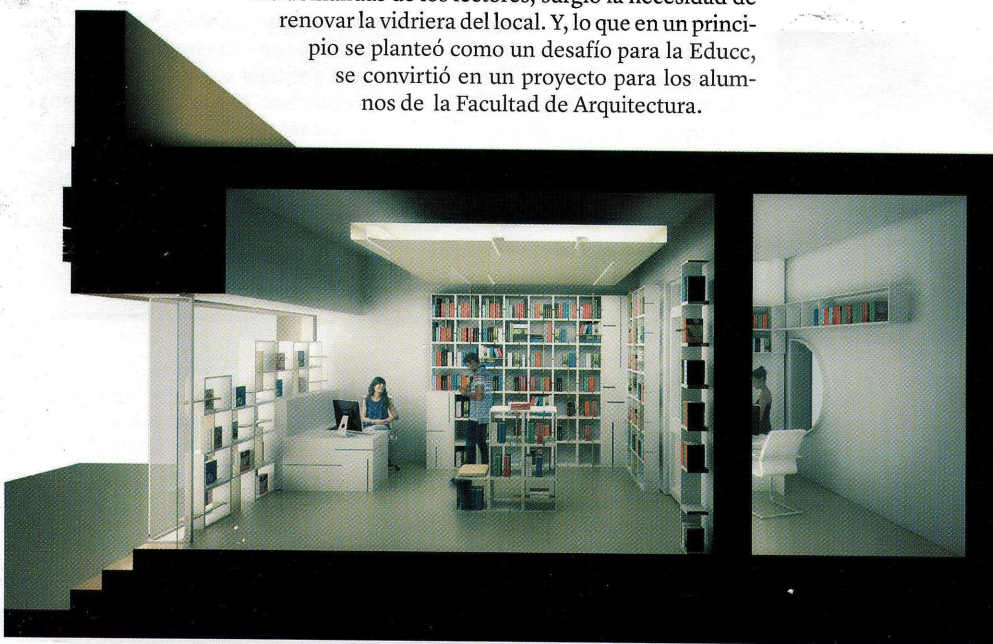 demandas de los lectores, surgió la necesidad de
renovar la vidriera del local. Y, lo que en un princi-
pio se planteó como un desafío para la Educc,
se convirtió en un proyecto para los alum-
nos de la Facultad de Arquitectura.